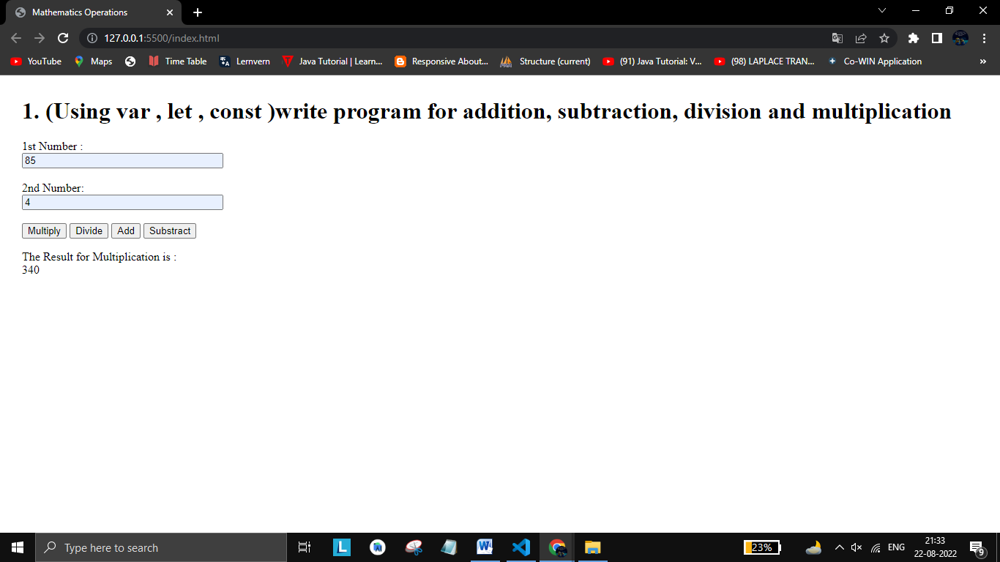 Mathematics Operations
127.0.0.1:5500/index.html
YouTube
Maps
Time Table
Lernvern
Java Tutorial | Learn...
Responsive About...
Structure (current)
(91) Java Tutorial: V...
(98) LAPLACE TRAN...
Co-WIN Application
»
1. (Using var , let , const )write program for addition, subtraction, division and multiplication
1st Number :
85
2nd Number:
4
Multiply Divide Add Substract
The Result for Multiplication is :
340
Type here to search
L
W
23%
ENG
21:33
22-08-2022
9